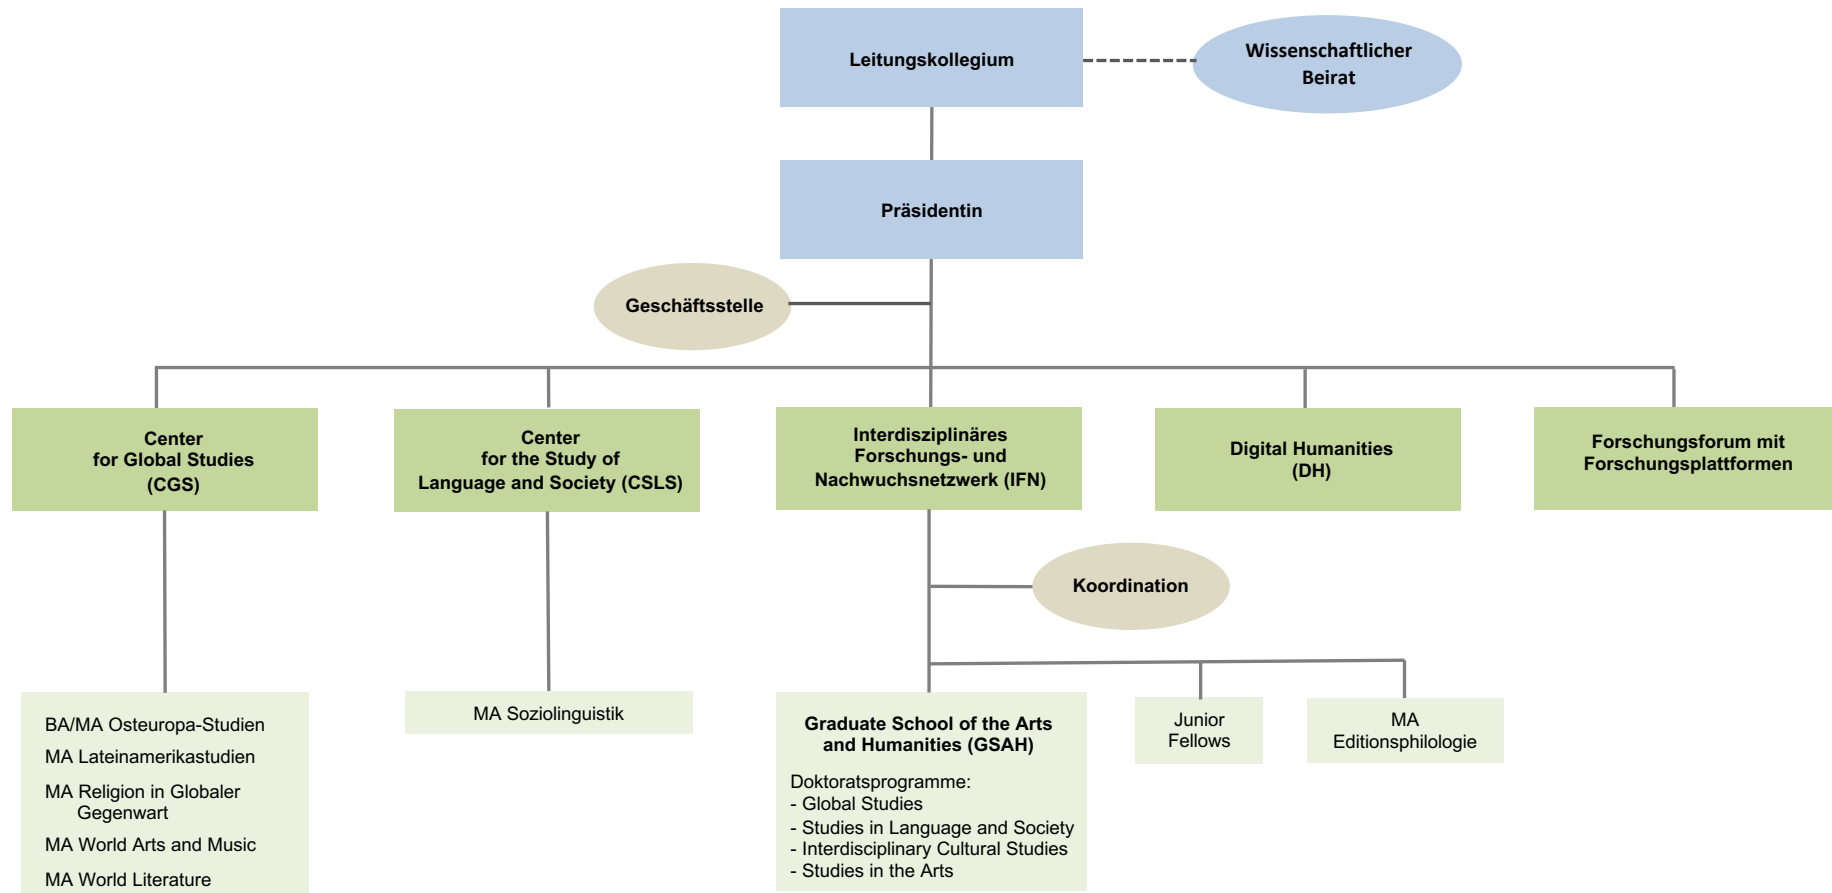 Leitungskollegium
Wissenschaftlicher
Beirat
Präsidentin
Geschäftsstelle
Center
for Global Studies
(CGS)
Center
for the Study of
Language and Society (CSLS)
Interdisziplinäres
Forschungs- und
Nachwuchsnetzwerk (IFN)
Digital Humanities
(DH)
Forschungsforum mit
Forschungsplattformen
Koordination
BA/MA Osteuropa-Studien
MA Lateinamerikastudien
MA Religion in Globaler
Gegenwart
MA World Arts and Music
MA World Literature
MA Soziolinguistik
Graduate School of the Arts
and Humanities (GSAH)
Doktoratsprogramme:
- Global Studies
- Studies in Language and Society
- Interdisciplinary Cultural Studies
- Studies in the Arts
Junior
Fellows
MA
Editionsphilologie